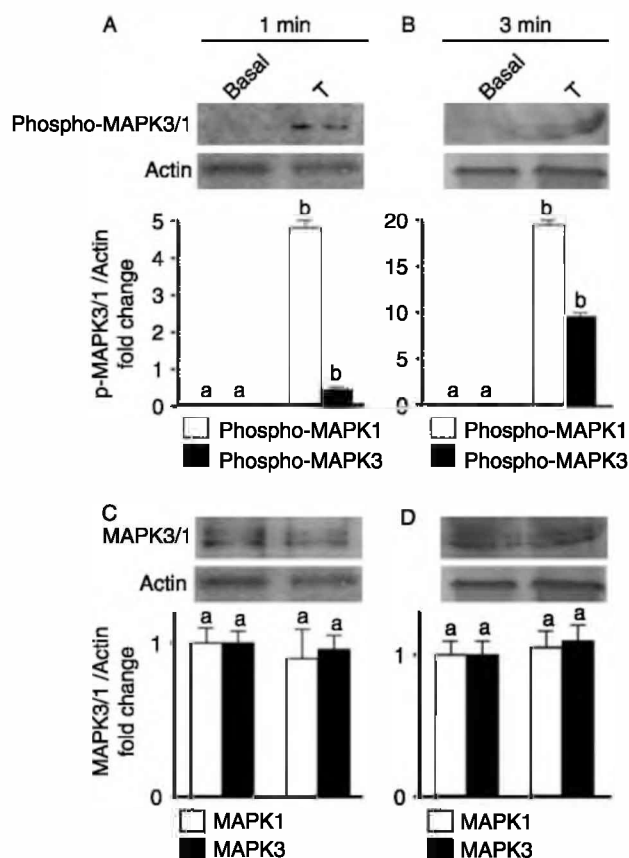 A 1 min B 3 min
Basal T Basal T
Phospho-MAPK3/1
Actin
b b
5 20
4 15
3
b
2 10
1 b 5
a a a a
0 0
p-MAPK3/1 /Actin
fold change
Phospho-MAPK1 Phospho-MAPK1
Phospho-MAPK3 Phospho-MAPK3
C D
MAPK3/1
Actin
a a a a a a a a
1 1
0 0
MAPK3/1 /Actin
fold change
MAPK1 MAPK1
MAPK3 MAPK3